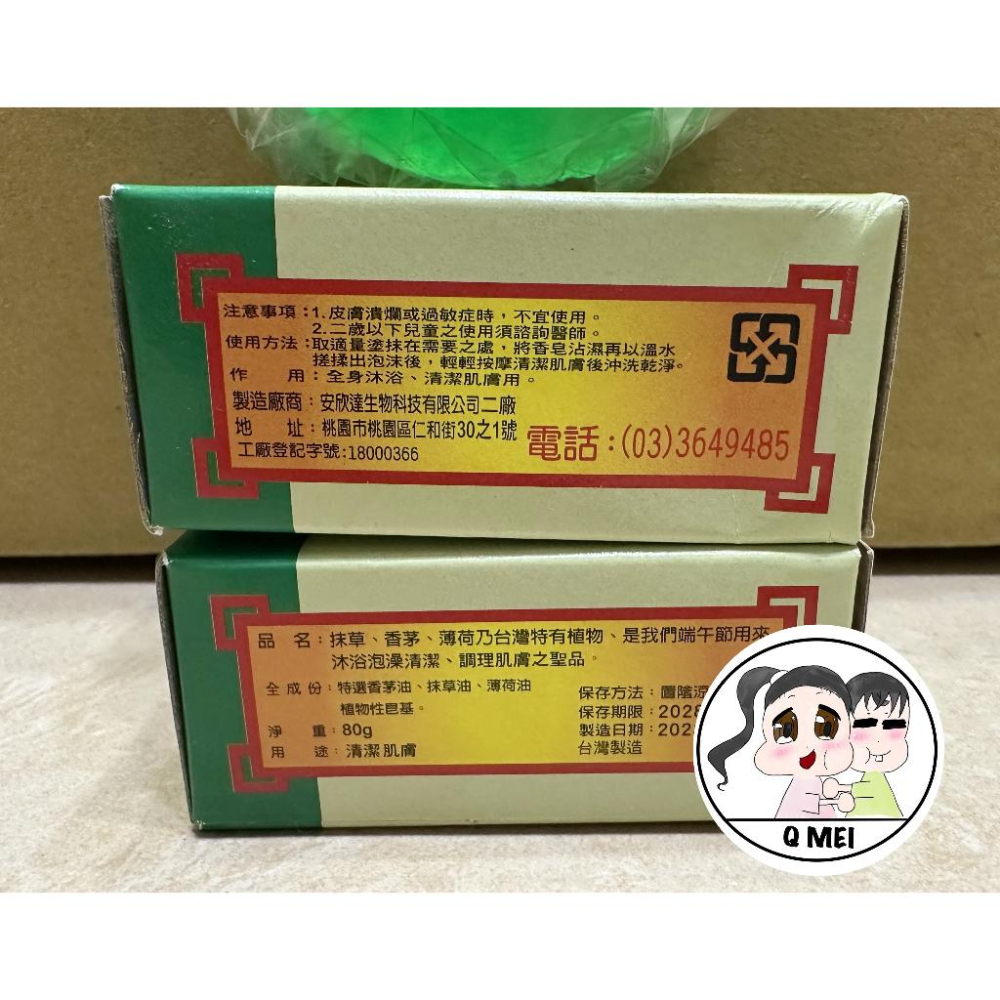 注意事項：1.皮膚潰爛或過敏症時，不宜使用。
2.二歲以下兒童之使用須諮詢醫師。
使用方法：取適量塗抹在需要之處，將香皂沾濕再以溫水
搓揉出泡沫後，輕輕按摩清潔肌膚後沖洗乾淨。
作　　用：全身沐浴、清潔肌膚用。
製造廠商：安欣達生物科技有限公司二廠
地　　址：桃園市桃園區仁和街30之1號
電話：(03)3649485
工廠登記字號：18000366
品　名：抹草、香茅、薄荷乃台灣特有植物、是我們端午節用來
沐浴泡澡清潔、調理肌膚之聖品。
全成份：特選香茅油、抹草油、薄荷油
植物性皂基。
淨　重：80g
用　途：清潔肌膚
保存方法：置陰涼
保存期限：2028
製造日期：202
台灣製造
Q MEI